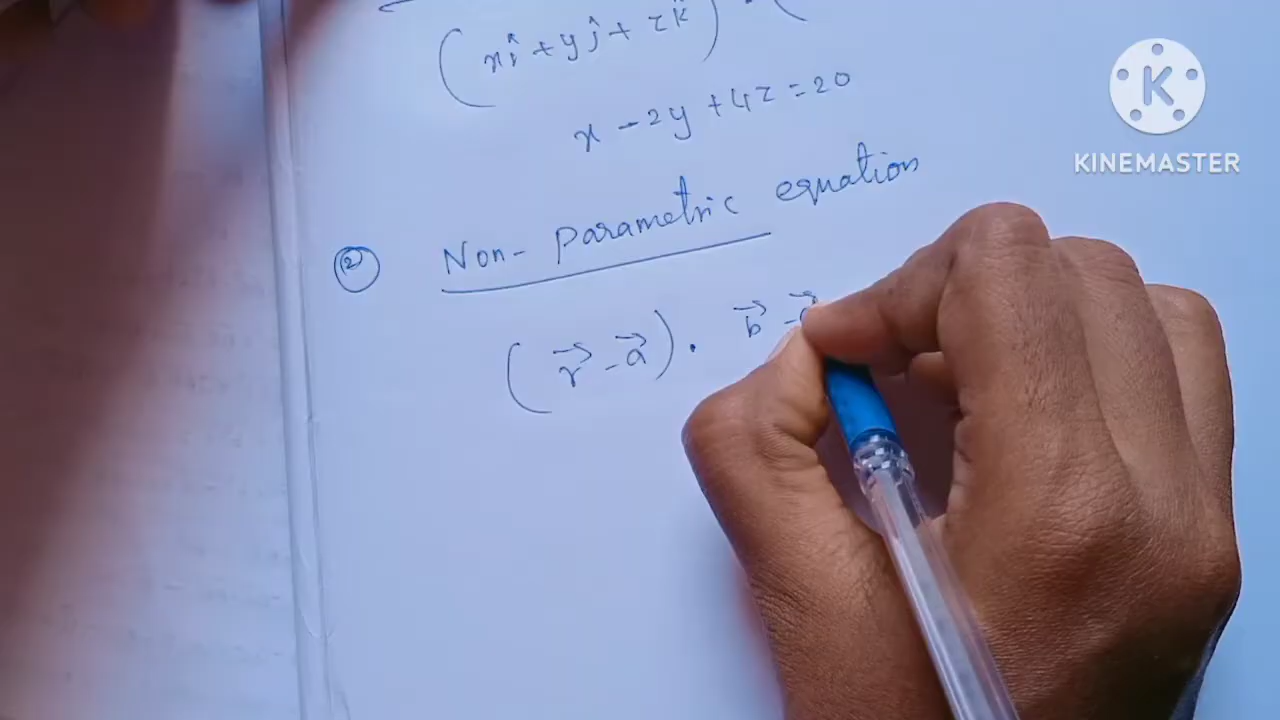 (xî + yĵ + zk̂) . (
x - 2y + 4z = 20
K
KINEMASTER
② Non-Parametric equation
(r⃗ - a⃗) . b⃗ - a⃗